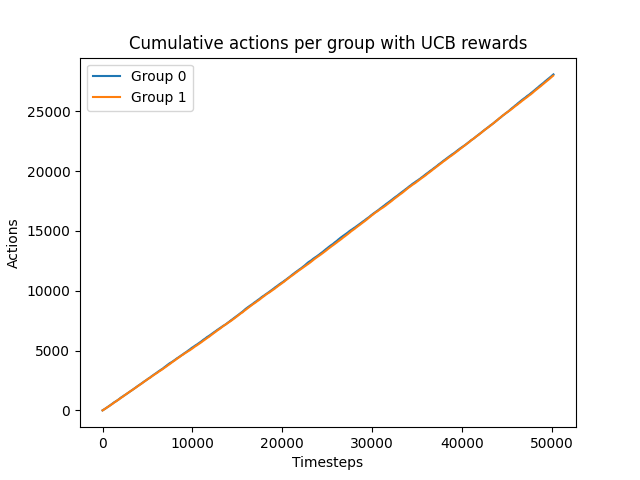 Cumulative actions per group with UCB rewards
Group 0
Group 1
25000
20000
15000
10000
5000
0
Actions
0 10000 20000 30000 40000 50000
Timesteps